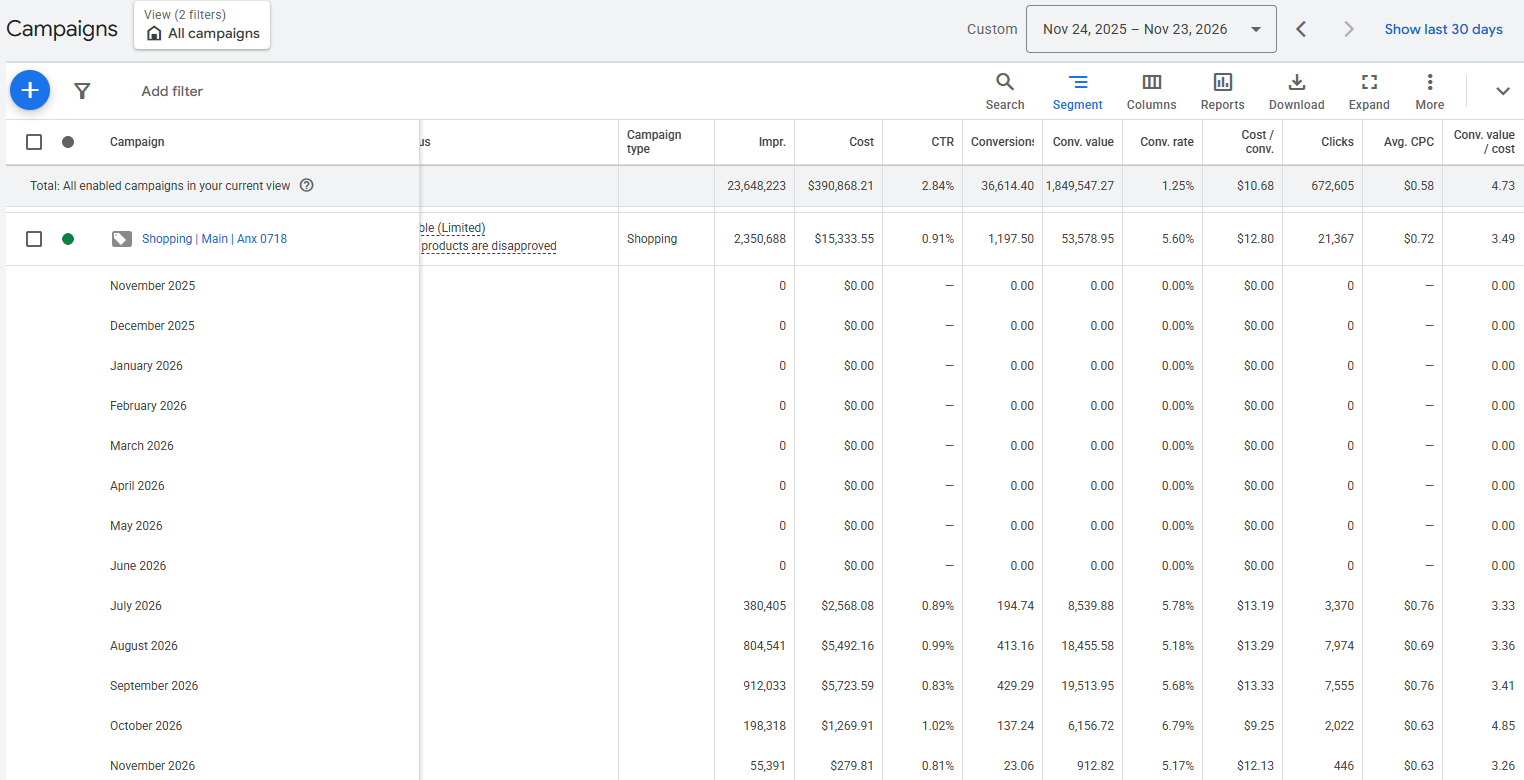 Campaigns
View (2 filters)
All campaigns
Custom
Nov 24, 2025 – Nov 23, 2026
Show last 30 days
Add filter
Search
Segment
Columns
Reports
Download
Expand
More
Campaign us Campaign type Impr. Cost CTR Conversions Conv. value Conv. rate Cost / conv. Clicks Avg. CPC Conv. value / cost
Total: All enabled campaigns in your current view 23,648,223 $390,868.21 2.84% 36,614.40 1,849,547.27 1.25% $10.68 672,605 $0.58 4.73
Shopping | Main | Anx 0718 ble (Limited) products are disapproved Shopping 2,350,688 $15,333.55 0.91% 1,197.50 53,578.95 5.60% $12.80 21,367 $0.72 3.49
November 2025 0 $0.00 — 0.00 0.00 0.00% $0.00 0 — 0.00
December 2025 0 $0.00 — 0.00 0.00 0.00% $0.00 0 — 0.00
January 2026 0 $0.00 — 0.00 0.00 0.00% $0.00 0 — 0.00
February 2026 0 $0.00 — 0.00 0.00 0.00% $0.00 0 — 0.00
March 2026 0 $0.00 — 0.00 0.00 0.00% $0.00 0 — 0.00
April 2026 0 $0.00 — 0.00 0.00 0.00% $0.00 0 — 0.00
May 2026 0 $0.00 — 0.00 0.00 0.00% $0.00 0 — 0.00
June 2026 0 $0.00 — 0.00 0.00 0.00% $0.00 0 — 0.00
July 2026 380,405 $2,568.08 0.89% 194.74 8,539.88 5.78% $13.19 3,370 $0.76 3.33
August 2026 804,541 $5,492.16 0.99% 413.16 18,455.58 5.18% $13.29 7,974 $0.69 3.36
September 2026 912,033 $5,723.59 0.83% 429.29 19,513.95 5.68% $13.33 7,555 $0.76 3.41
October 2026 198,318 $1,269.91 1.02% 137.24 6,156.72 6.79% $9.25 2,022 $0.63 4.85
November 2026 55,391 $279.81 0.81% 23.06 912.82 5.17% $12.13 446 $0.63 3.26